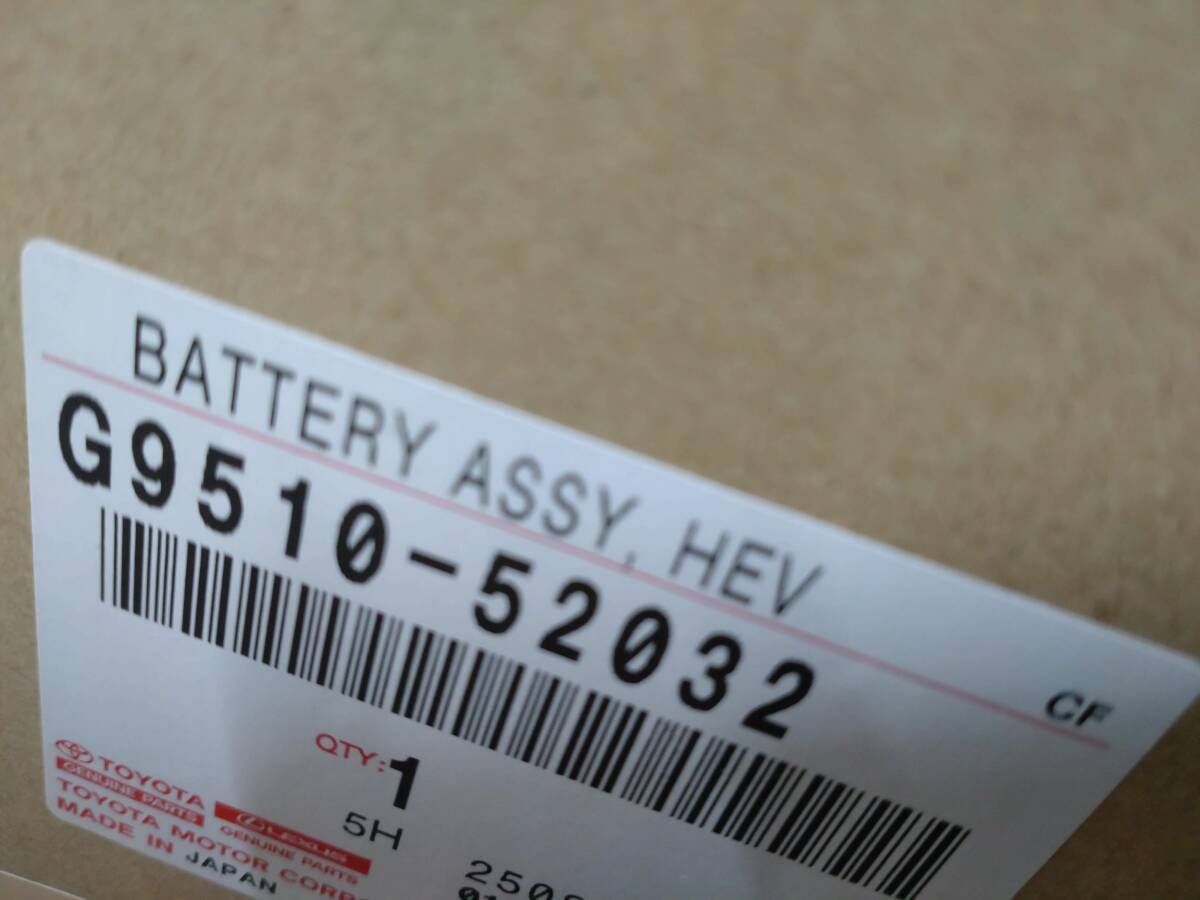 BATTERY ASSY, HEV
CF
G9510-52032
QTY: 1
5H
TOYOTA
GENUINE PARTS
LEXUS
GENUINE PARTS
TOYOTA MOTOR CORP
MADE IN JAPAN